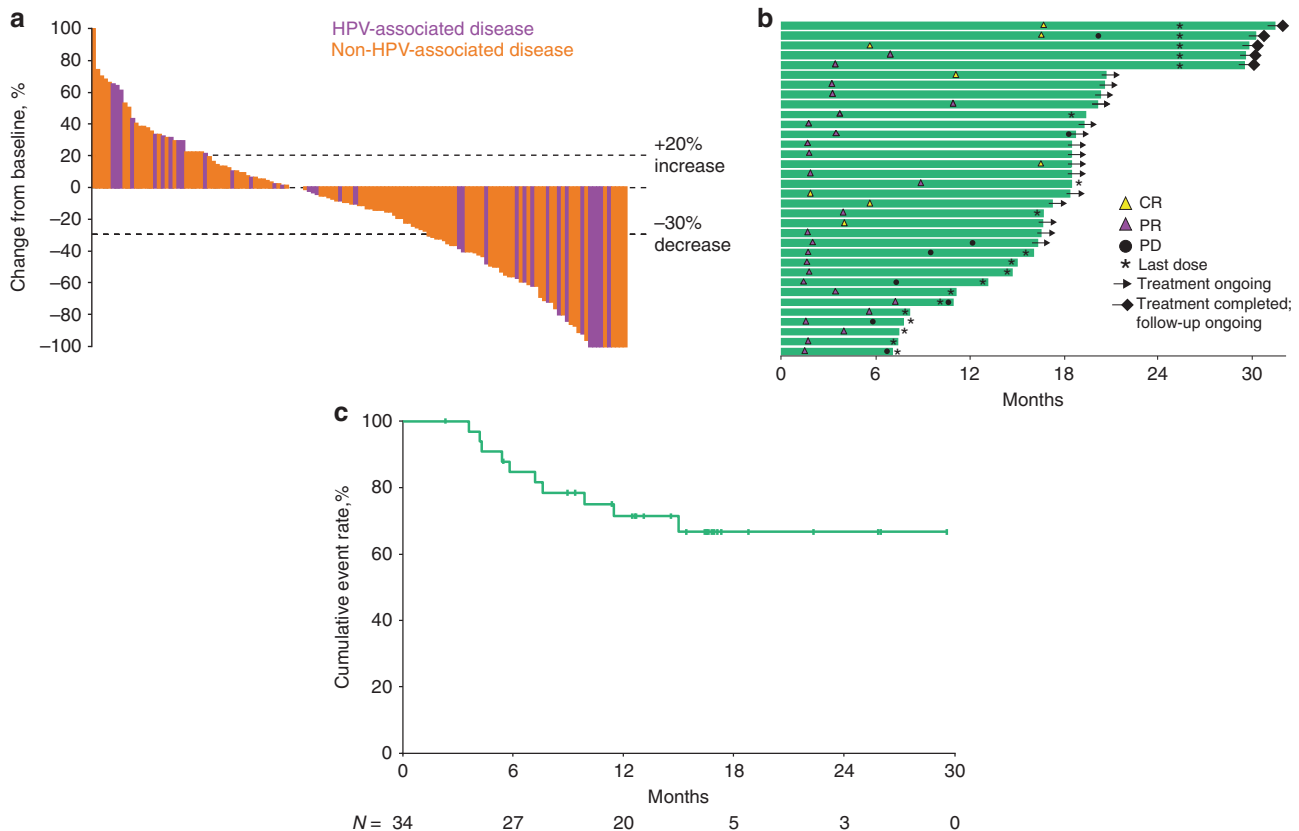 a
HPV-associated disease
Non-HPV-associated disease
Change from baseline, %
100
80
60
40
20
0
−20
−40
−60
−80
−100
+20%
increase
−30%
decrease
b
CR
PR
PD
Last dose
Treatment ongoing
Treatment completed;
follow-up ongoing
0 6 12 18 24 30
Months
c
Cumulative event rate,%
100
80
60
40
20
0
0 6 12 18 24 30
Months
N = 34 27 20 5 3 0